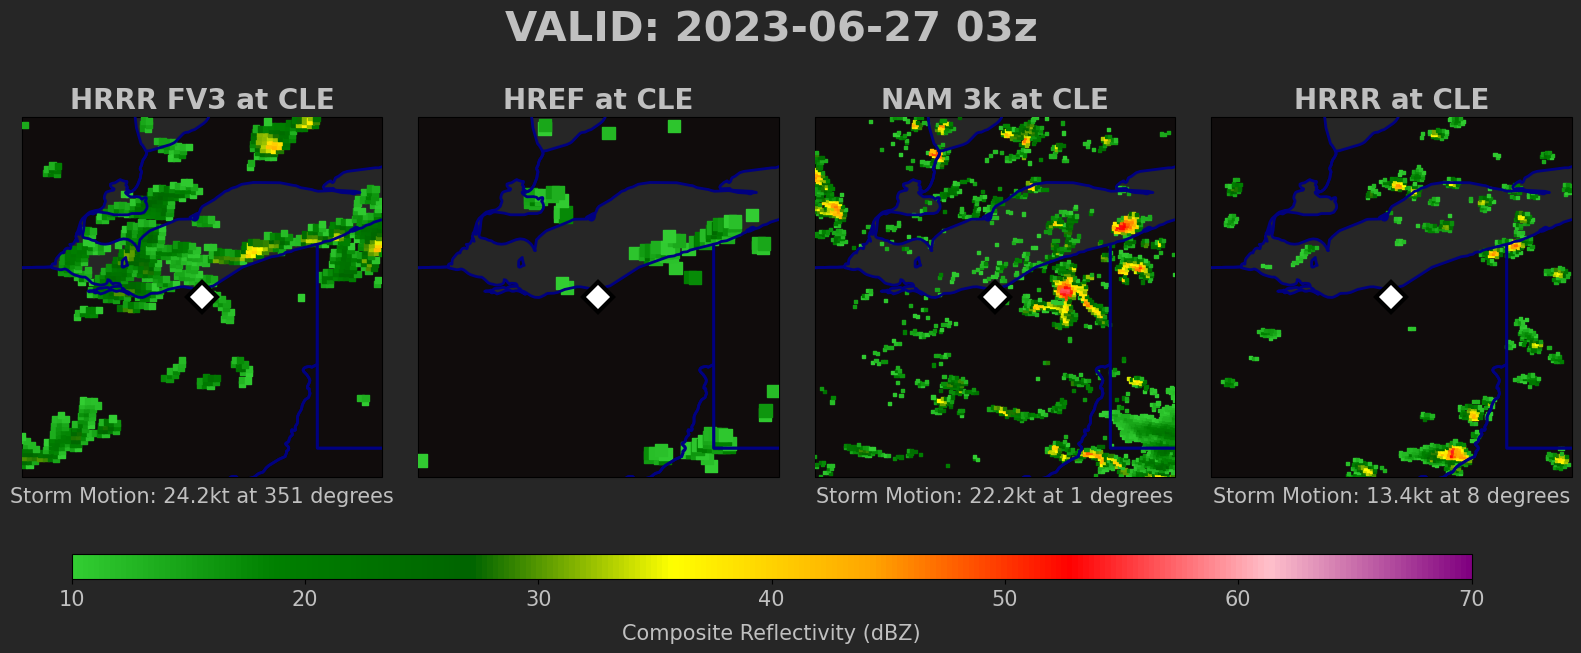 VALID: 2023-06-27 03z
HRRR FV3 at CLE
HREF at CLE
NAM 3k at CLE
HRRR at CLE
Storm Motion: 24.2kt at 351 degrees
Storm Motion: 22.2kt at 1 degrees
Storm Motion: 13.4kt at 8 degrees
10 20 30 40 50 60 70
Composite Reflectivity (dBZ)